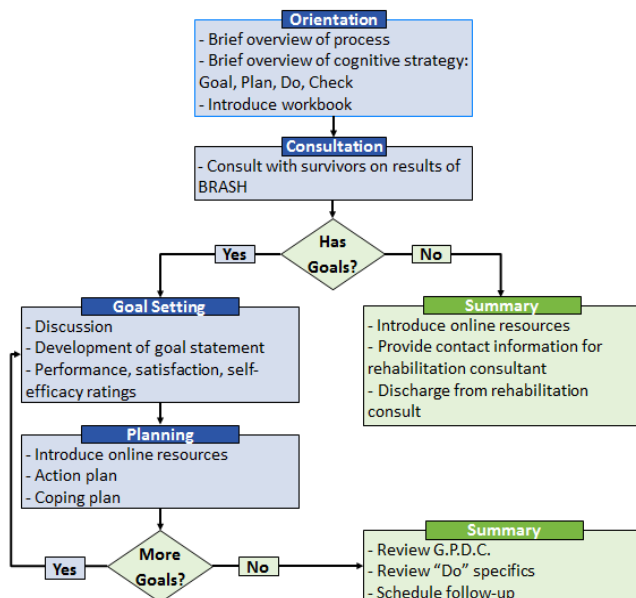 Orientation
- Brief overview of process
- Brief overview of cognitive strategy:
Goal, Plan, Do, Check
- Introduce workbook
Consultation
- Consult with survivors on results of
BRASH
Has
Goals?
Yes
No
Goal Setting
- Discussion
- Development of goal statement
- Performance, satisfaction, self-
efficacy ratings
Summary
- Introduce online resources
- Provide contact information for
rehabilitation consultant
- Discharge from rehabilitation
consult
Planning
- Introduce online resources
- Action plan
- Coping plan
More
Goals?
Yes
No
Summary
- Review G.P.D.C.
- Review “Do” specifics
- Schedule follow-up